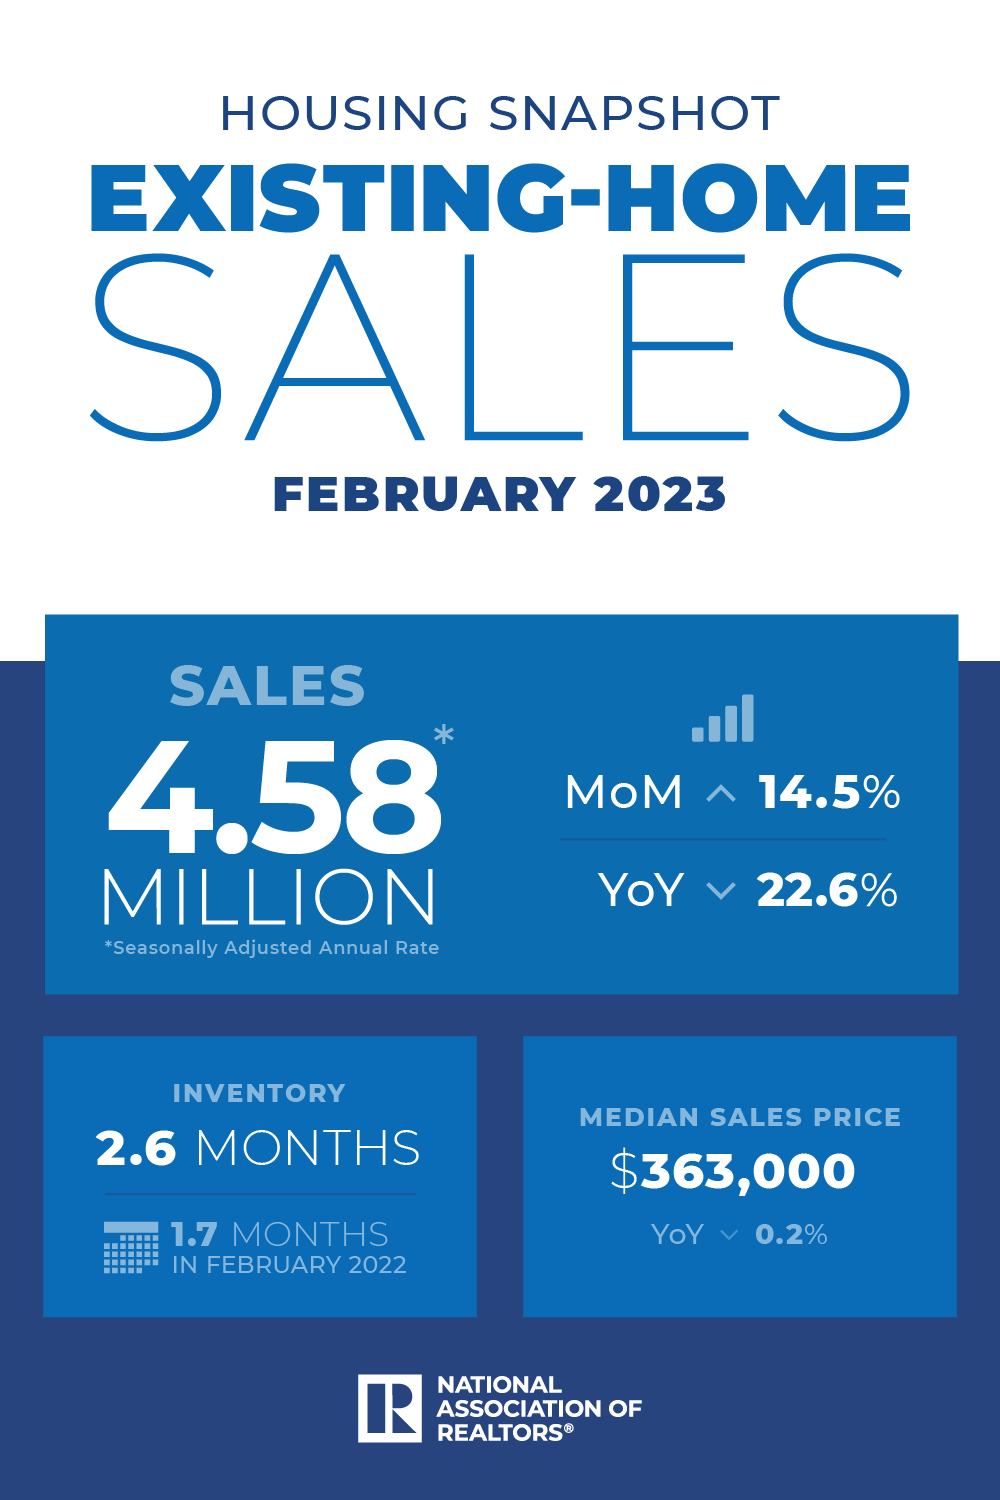 HOUSING SNAPSHOT
EXISTING-HOME
SALES
FEBRUARY 2023
SALES
4.58*
MILLION
*Seasonally Adjusted Annual Rate
MoM 14.5%
YoY 22.6%
INVENTORY
2.6 MONTHS
1.7 MONTHS
IN FEBRUARY 2022
MEDIAN SALES PRICE
$363,000
YoY 0.2%
R
NATIONAL
ASSOCIATION OF
REALTORS®